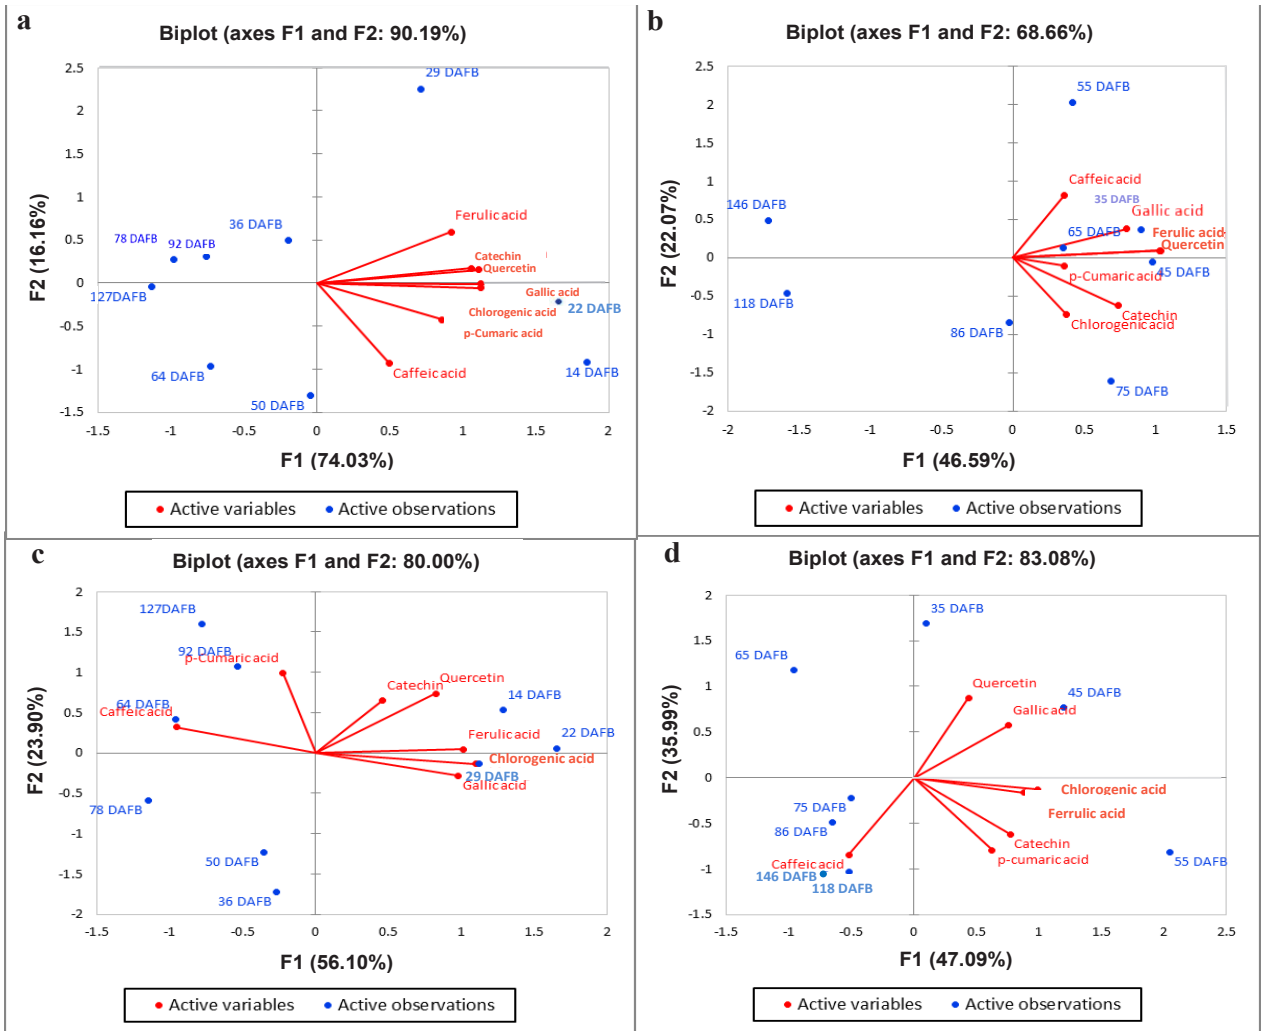 a
Biplot (axes F1 and F2: 90.19%)
2.5
2
1.5
1
0.5
0
-0.5
-1
-1.5
-1.5
-1
-0.5
0
0.5
1
1.5
2
F2 (16.16%)
F1 (74.03%)
29 DAFB
Ferulic acid
36 DAFB
78 DAFB
92 DAFB
Catechin
Quercetin
127DAFB
Gallic acid
Chlorogenic acid
22 DAFB
p-Cumaric acid
64 DAFB
Caffeic acid
14 DAFB
50 DAFB
Active variables
Active observations
b
Biplot (axes F1 and F2: 68.66%)
2.5
2
1.5
1
0.5
0
-0.5
-1
-1.5
-2
-2
-1.5
-1
-0.5
0
0.5
1
1.5
F2 (22.07%)
F1 (46.59%)
55 DAFB
Caffeic acid
35 DAFB
146 DAFB
Gallic acid
65 DAFB
Ferulic acid
Quercetin
p-Cumaric acid
45 DAFB
118 DAFB
Catechin
Chlorogenic acid
86 DAFB
75 DAFB
Active variables
Active observations
c
Biplot (axes F1 and F2: 80.00%)
2
1.5
1
0.5
0
-0.5
-1
-1.5
-2
-1.5
-1
-0.5
0
0.5
1
1.5
2
F2 (23.90%)
F1 (56.10%)
127DAFB
92 DAFB
p-Cumaric acid
Quercetin
Catechin
14 DAFB
64 DAFB
Caffeic acid
Ferulic acid
22 DAFB
Chlorogenic acid
29 DAFB
Gallic acid
78 DAFB
50 DAFB
36 DAFB
Active variables
Active observations
d
Biplot (axes F1 and F2: 83.08%)
2
1.5
1
0.5
0
-0.5
-1
-1.5
-1.5
-1
-0.5
0
0.5
1
1.5
2
2.5
F2 (35.99%)
F1 (47.09%)
35 DAFB
65 DAFB
Quercetin
45 DAFB
Gallic acid
Chlorogenic acid
75 DAFB
Ferrulic acid
86 DAFB
Catechin
Caffeic acid
p-cumaric acid
55 DAFB
146 DAFB
118 DAFB
Active variables
Active observations